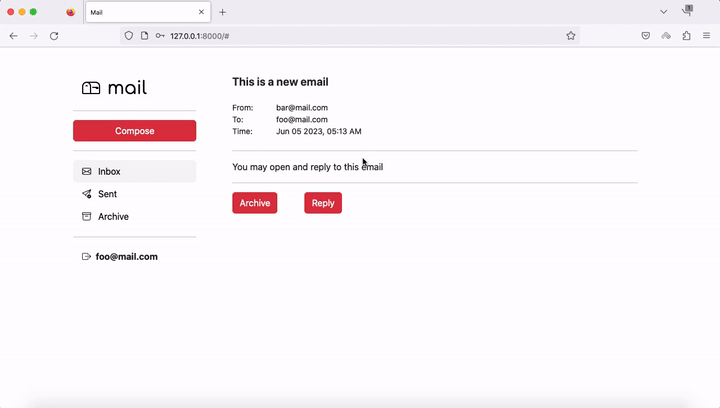 Mail
1
127.0.0.1:8000/#
mail
Compose
Inbox
Sent
Archive
foo@mail.com
This is a new email
From: bar@mail.com
To: foo@mail.com
Time: Jun 05 2023, 05:13 AM
You may open and reply to this email
Archive Reply